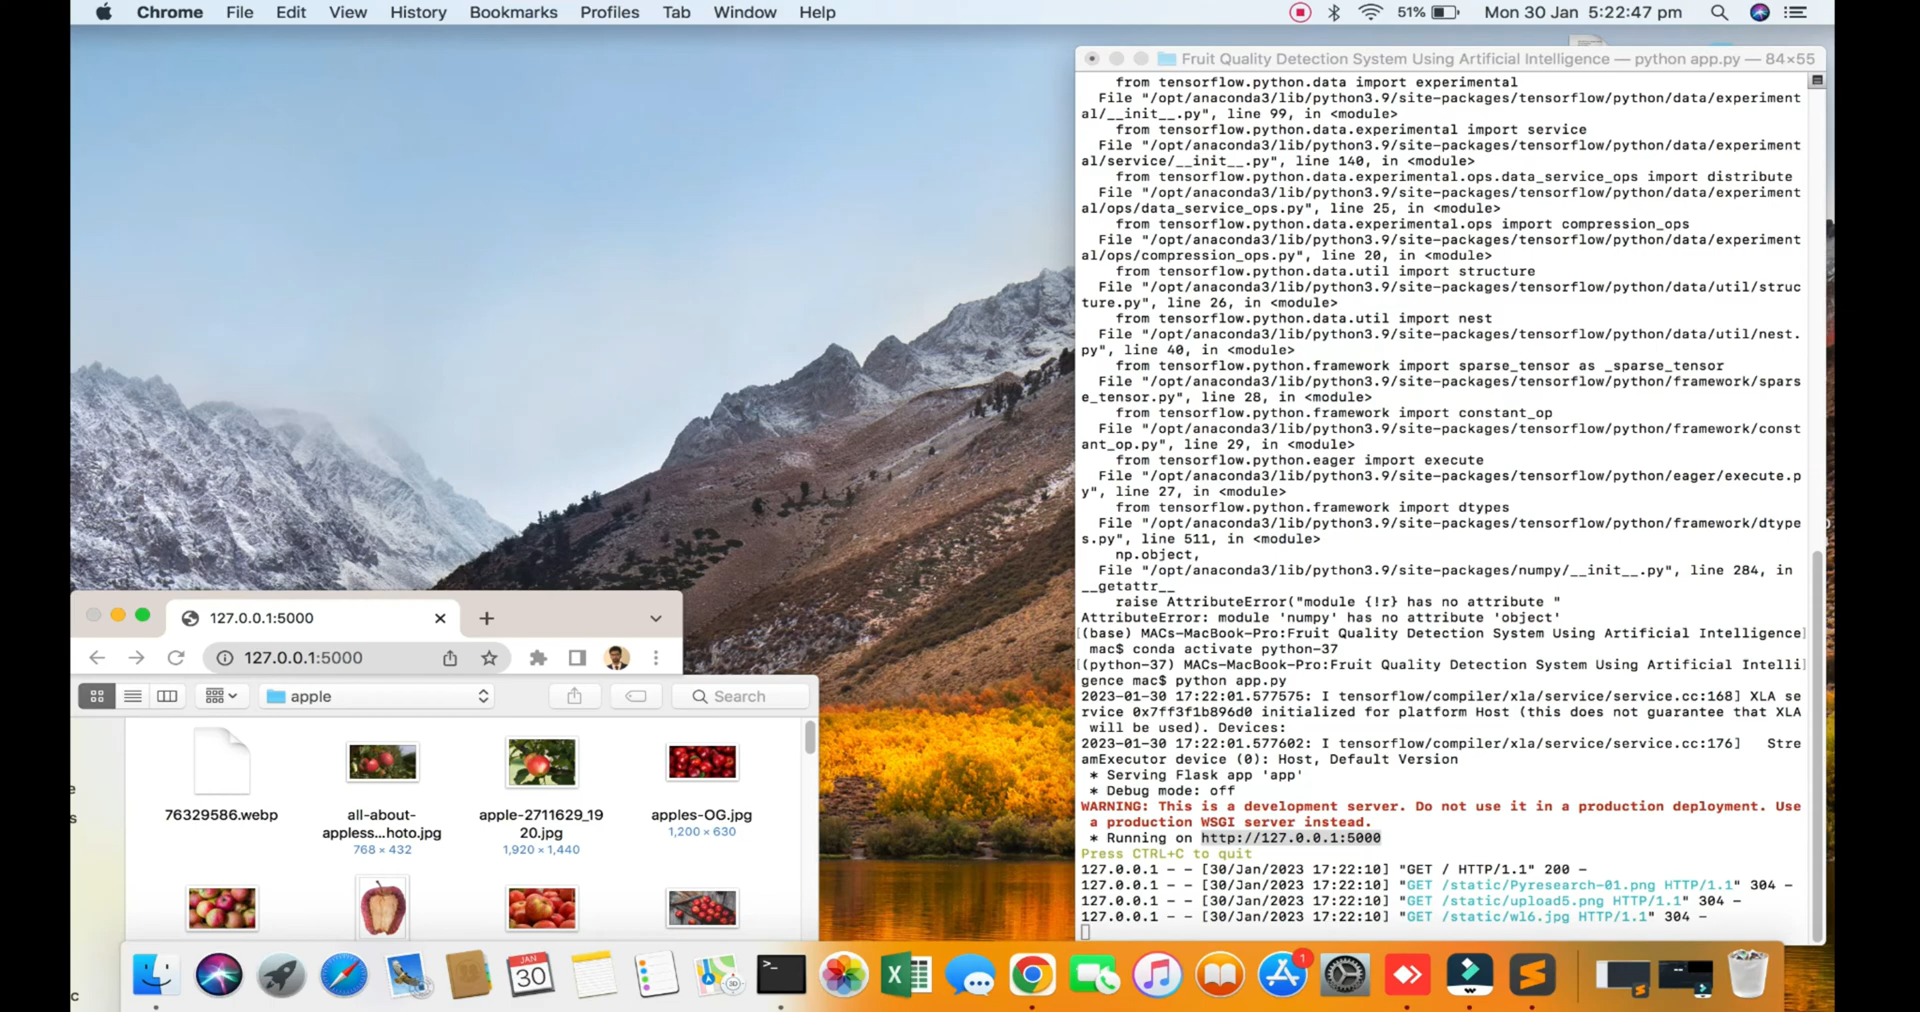 Chrome File Edit View History Bookmarks Profiles Tab Window Help
51% Mon 30 Jan 5:22:47 pm
Fruit Quality Detection System Using Artificial Intelligence — python app.py — 84×55
from tensorflow.python.data import experimental
File "/opt/anaconda3/lib/python3.9/site-packages/tensorflow/python/data/experiment
al/__init__.py", line 99, in <module>
from tensorflow.python.data.experimental import service
File "/opt/anaconda3/lib/python3.9/site-packages/tensorflow/python/data/experiment
al/service/__init__.py", line 140, in <module>
from tensorflow.python.data.experimental.ops.data_service_ops import distribute
File "/opt/anaconda3/lib/python3.9/site-packages/tensorflow/python/data/experiment
al/ops/data_service_ops.py", line 25, in <module>
from tensorflow.python.data.experimental.ops import compression_ops
File "/opt/anaconda3/lib/python3.9/site-packages/tensorflow/python/data/experiment
al/ops/compression_ops.py", line 20, in <module>
from tensorflow.python.data.util import structure
File "/opt/anaconda3/lib/python3.9/site-packages/tensorflow/python/data/util/struc
ture.py", line 26, in <module>
from tensorflow.python.data.util import nest
File "/opt/anaconda3/lib/python3.9/site-packages/tensorflow/python/data/util/nest.
py", line 40, in <module>
from tensorflow.python.framework import sparse_tensor as _sparse_tensor
File "/opt/anaconda3/lib/python3.9/site-packages/tensorflow/python/framework/spars
e_tensor.py", line 28, in <module>
from tensorflow.python.framework import constant_op
File "/opt/anaconda3/lib/python3.9/site-packages/tensorflow/python/framework/const
ant_op.py", line 29, in <module>
from tensorflow.python.eager import execute
File "/opt/anaconda3/lib/python3.9/site-packages/tensorflow/python/eager/execute.p
y", line 27, in <module>
from tensorflow.python.framework import dtypes
File "/opt/anaconda3/lib/python3.9/site-packages/tensorflow/python/framework/dtype
s.py", line 511, in <module>
np.object,
File "/opt/anaconda3/lib/python3.9/site-packages/numpy/__init__.py", line 284, in
__getattr__
raise AttributeError("module {!r} has no attribute "
AttributeError: module 'numpy' has no attribute 'object'
[(base) MACs-MacBook-Pro:Fruit Quality Detection System Using Artificial Intelligence]
mac$ conda activate python-37
[(python-37) MACs-MacBook-Pro:Fruit Quality Detection System Using Artificial Intelli]
gence mac$ python app.py
2023-01-30 17:22:01.577575: I tensorflow/compiler/xla/service/service.cc:168] XLA se
rvice 0x7ff3f1b896d0 initialized for platform Host (this does not guarantee that XLA
will be used). Devices:
2023-01-30 17:22:01.577602: I tensorflow/compiler/xla/service/service.cc:176] Stre
amExecutor device (0): Host, Default Version
* Serving Flask app 'app'
* Debug mode: off
WARNING: This is a development server. Do not use it in a production deployment. Use
a production WSGI server instead.
* Running on http://127.0.0.1:5000
Press CTRL+C to quit
127.0.0.1 - - [30/Jan/2023 17:22:10] "GET / HTTP/1.1" 200 -
127.0.0.1 - - [30/Jan/2023 17:22:10] "GET /static/Pyresearch-01.png HTTP/1.1" 304 -
127.0.0.1 - - [30/Jan/2023 17:22:10] "GET /static/upload5.png HTTP/1.1" 304 -
127.0.0.1 - - [30/Jan/2023 17:22:10] "GET /static/wl6.jpg HTTP/1.1" 304 -
127.0.0.1:5000
127.0.0.1:5000
apple
Search
76329586.webp
all-about-
appless...hoto.jpg
768 × 432
apple-2711629_19
20.jpg
1,920 × 1,440
apples-OG.jpg
1,200 × 630
e
s
c
JAN
30
>_
3D
X
1
S